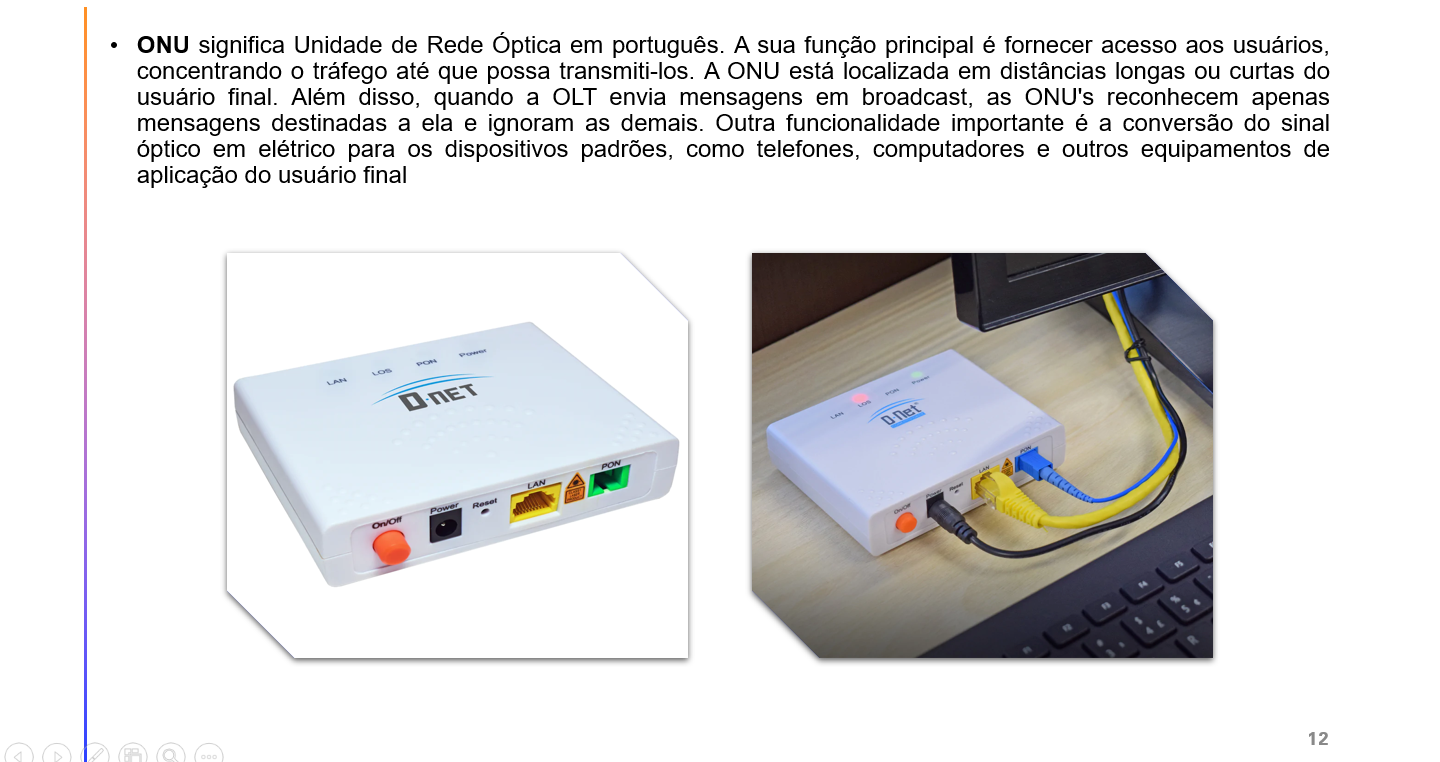 • ONU significa Unidade de Rede Óptica em português. A sua função principal é fornecer acesso aos usuários,
concentrando o tráfego até que possa transmiti-los. A ONU está localizada em distâncias longas ou curtas do
usuário final. Além disso, quando a OLT envia mensagens em broadcast, as ONU's reconhecem apenas
mensagens destinadas a ela e ignoram as demais. Outra funcionalidade importante é a conversão do sinal
óptico em elétrico para os dispositivos padrões, como telefones, computadores e outros equipamentos de
aplicação do usuário final
LAN LOS PON Power
D·NET
On/Off Power Reset LAN PON
LAN LOS PON Power
D·Net
On/Off Power Reset LAN PON
F1 F2 F3 F4 F5
12